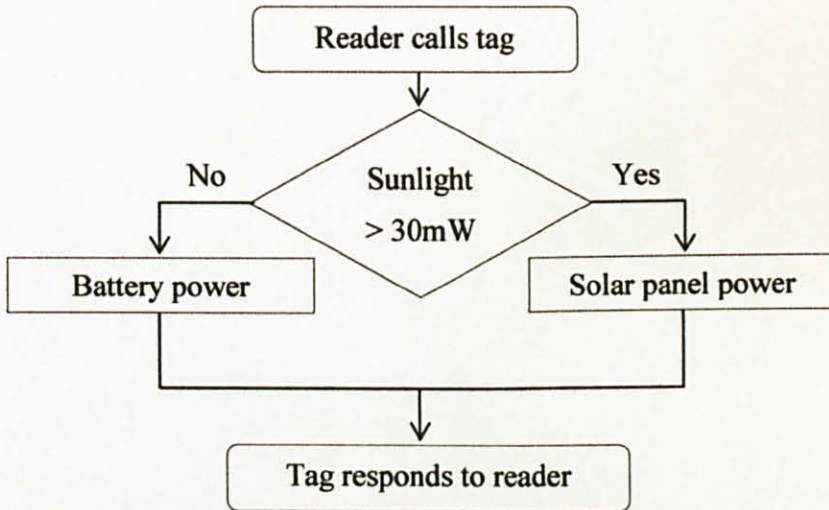 Reader calls tag
No
Sunlight
> 30mW
Yes
Battery power
Solar panel power
Tag responds to reader